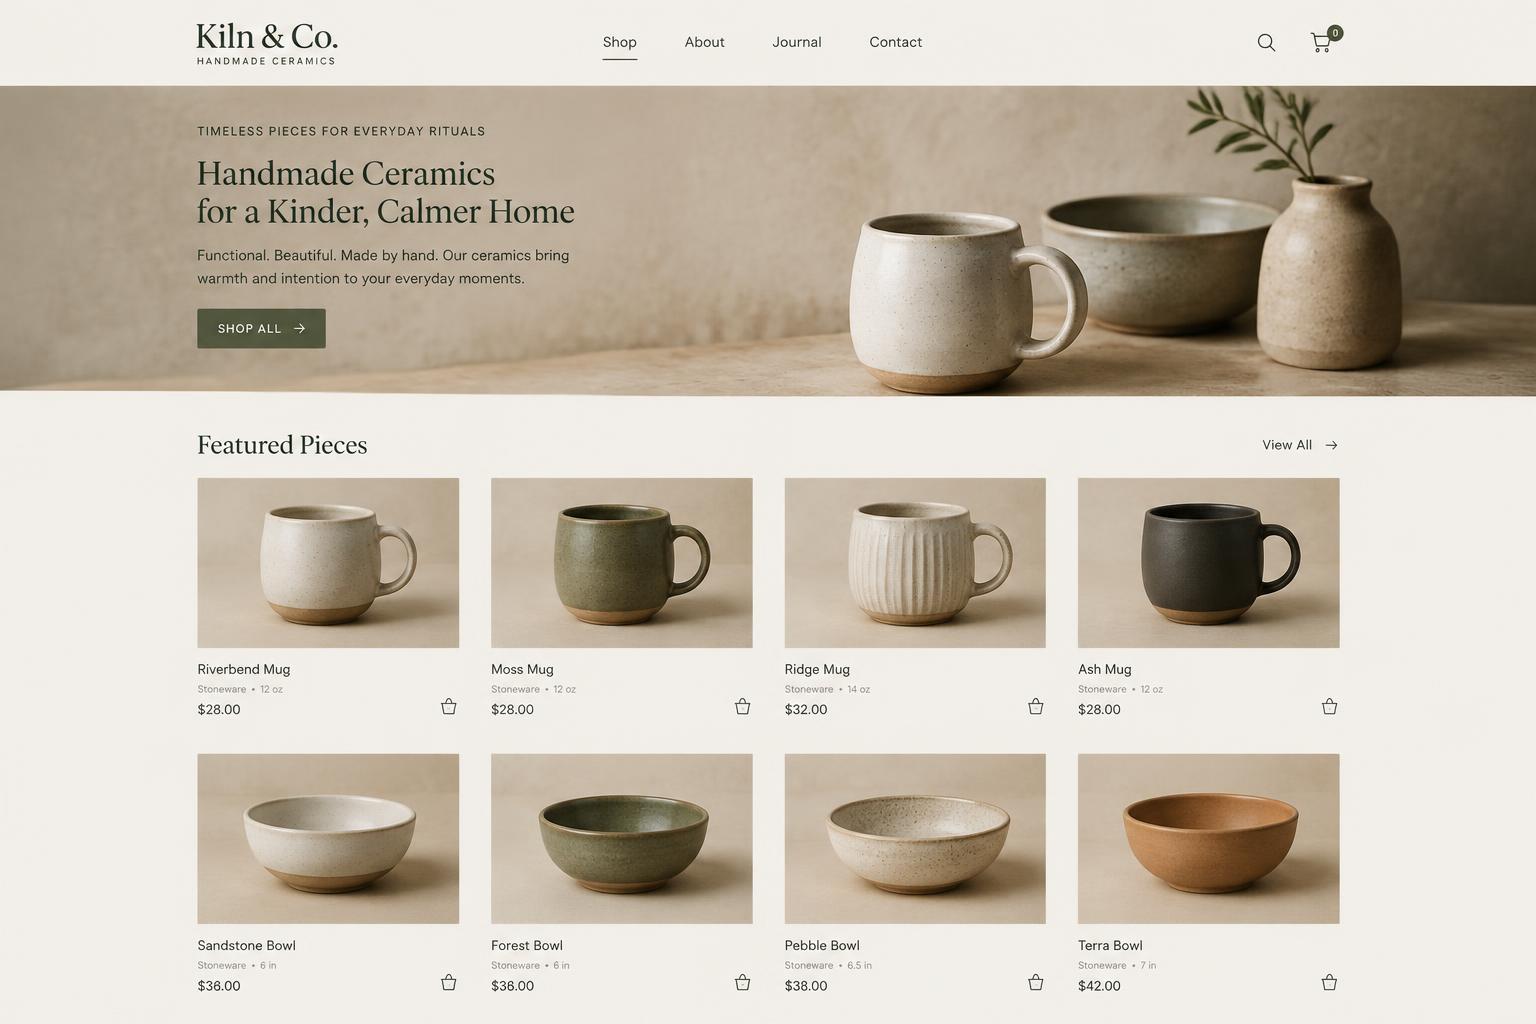 Kiln & Co.
HANDMADE CERAMICS
Shop
About
Journal
Contact
0
TIMELESS PIECES FOR EVERYDAY RITUALS
Handmade Ceramics
for a Kinder, Calmer Home
Functional. Beautiful. Made by hand. Our ceramics bring
warmth and intention to your everyday moments.
SHOP ALL →
Featured Pieces
View All →
Riverbend Mug
Stoneware • 12 oz
$28.00
Moss Mug
Stoneware • 12 oz
$28.00
Ridge Mug
Stoneware • 14 oz
$32.00
Ash Mug
Stoneware • 12 oz
$28.00
Sandstone Bowl
Stoneware • 6 in
$36.00
Forest Bowl
Stoneware • 6 in
$36.00
Pebble Bowl
Stoneware • 6.5 in
$38.00
Terra Bowl
Stoneware • 7 in
$42.00